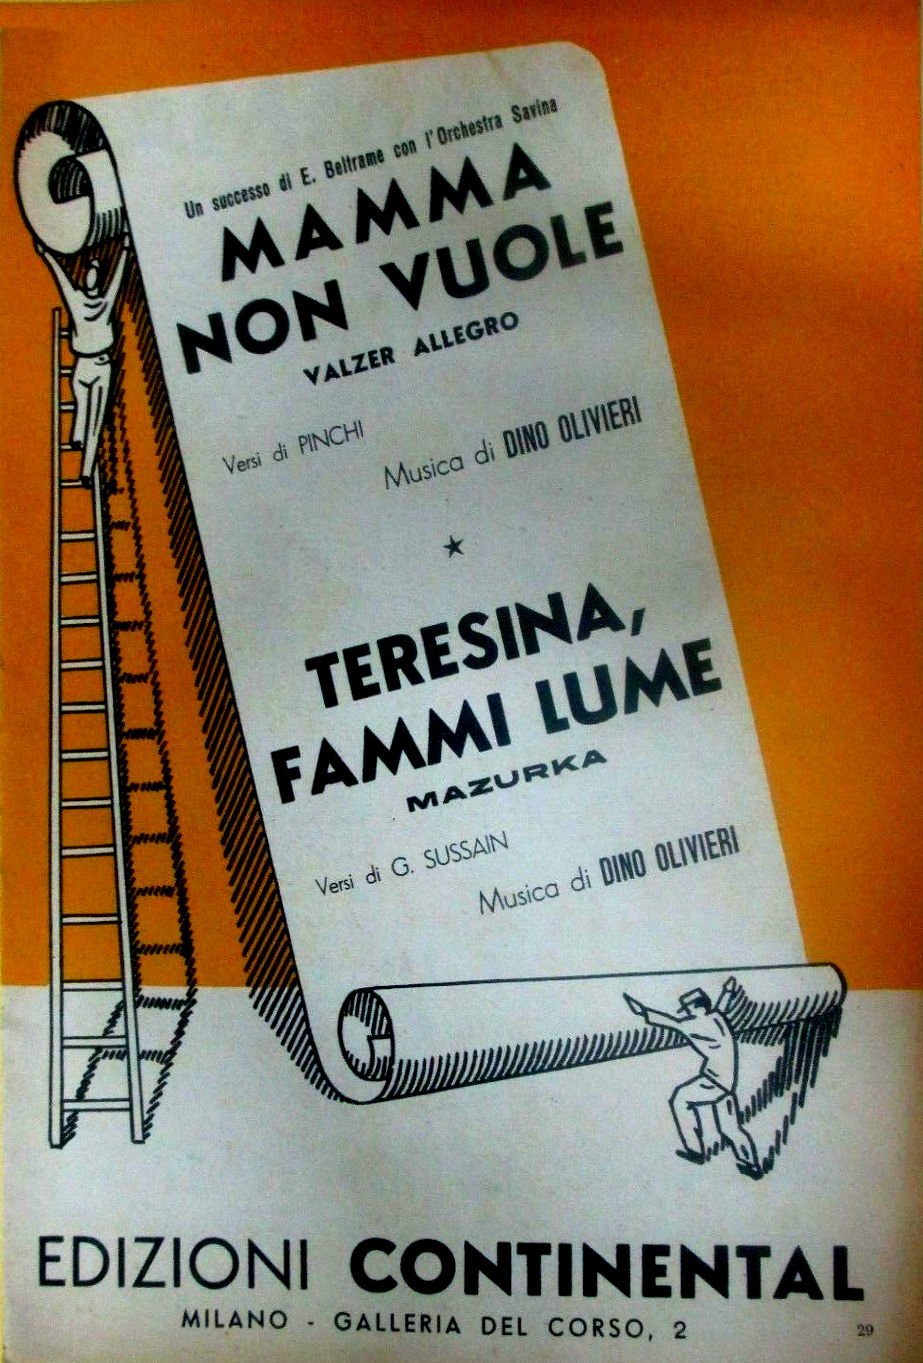 Un successo di E. Beltrame con l'Orchestra Savina
MAMMA
NON VUOLE
VALZER ALLEGRO
Versi di PINCHI
Musica di DINO OLIVIERI
TERESINA,
FAMMI LUME
MAZURKA
Versi di G. SUSSAIN
Musica di DINO OLIVIERI
EDIZIONI CONTINENTAL
MILANO - GALLERIA DEL CORSO, 2
29